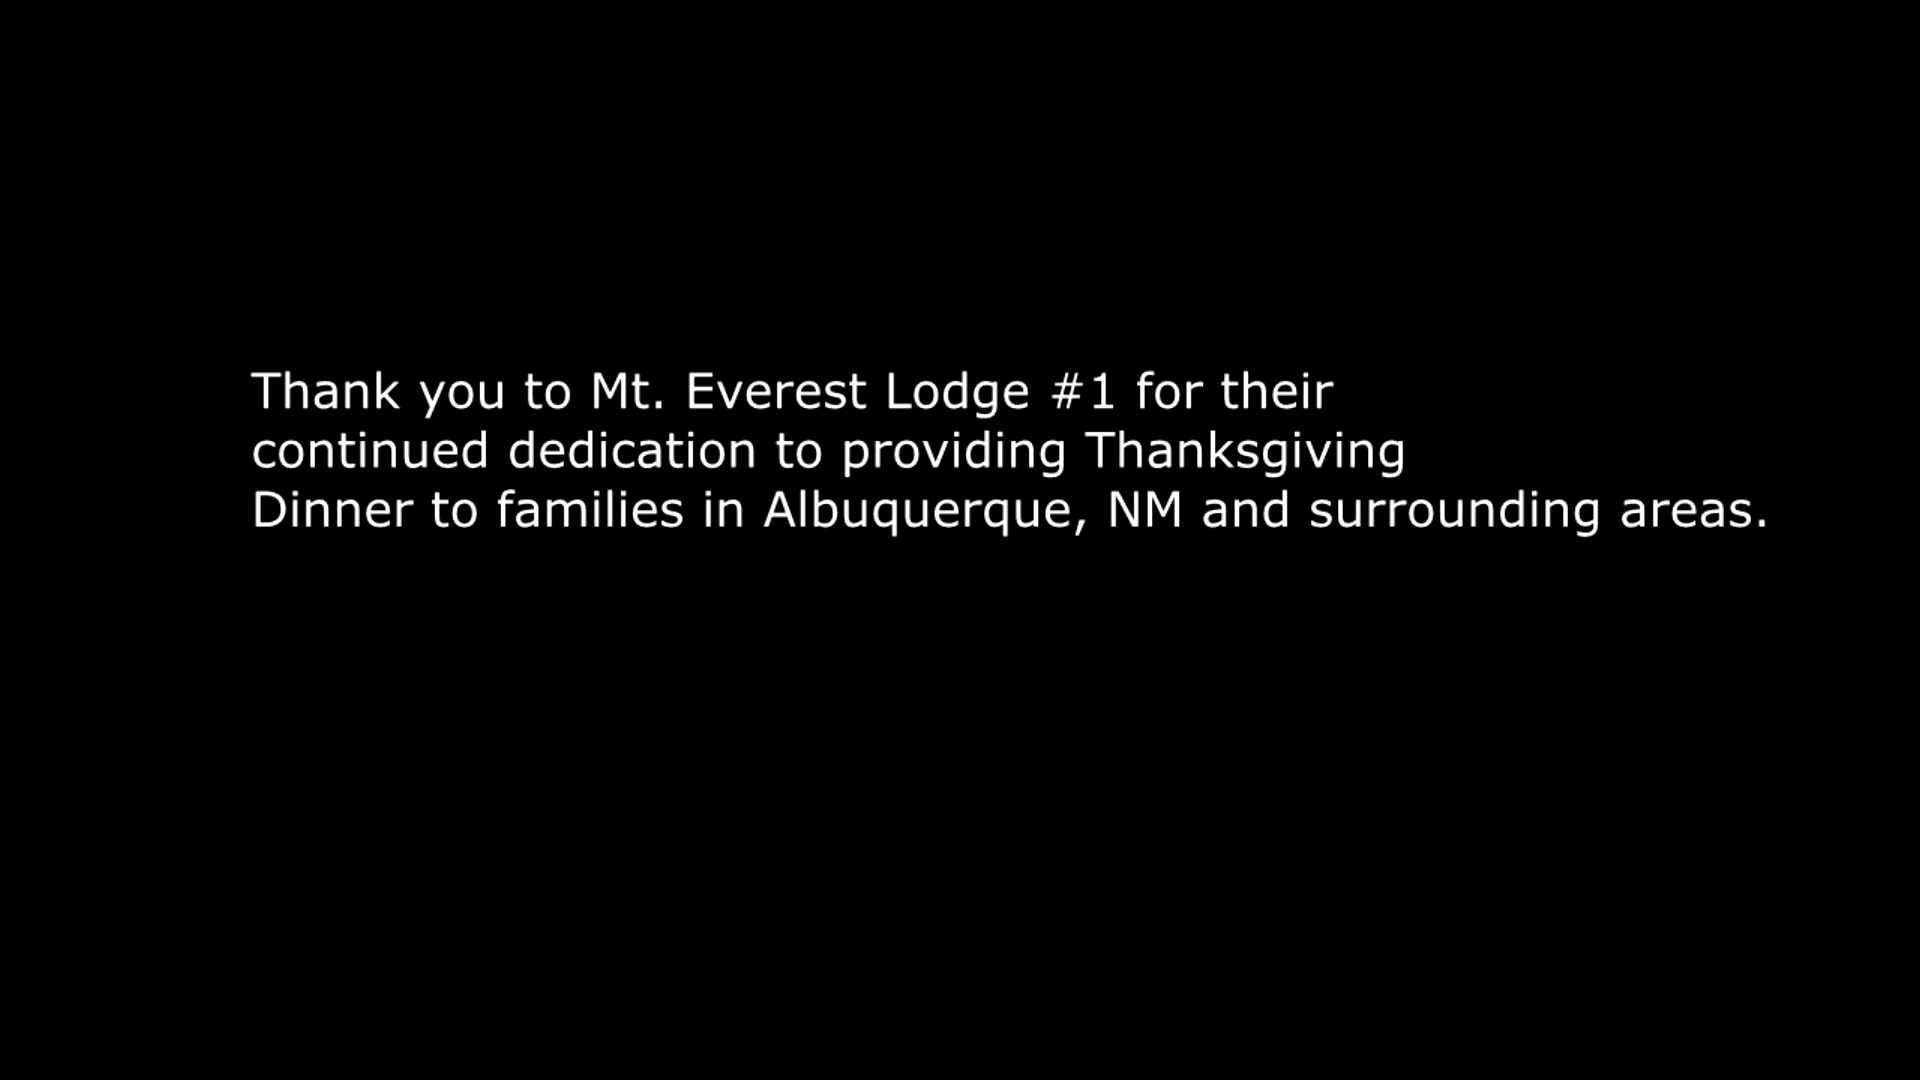 Thank you to Mt. Everest Lodge #1 for their
continued dedication to providing Thanksgiving
Dinner to families in Albuquerque, NM and surrounding areas.